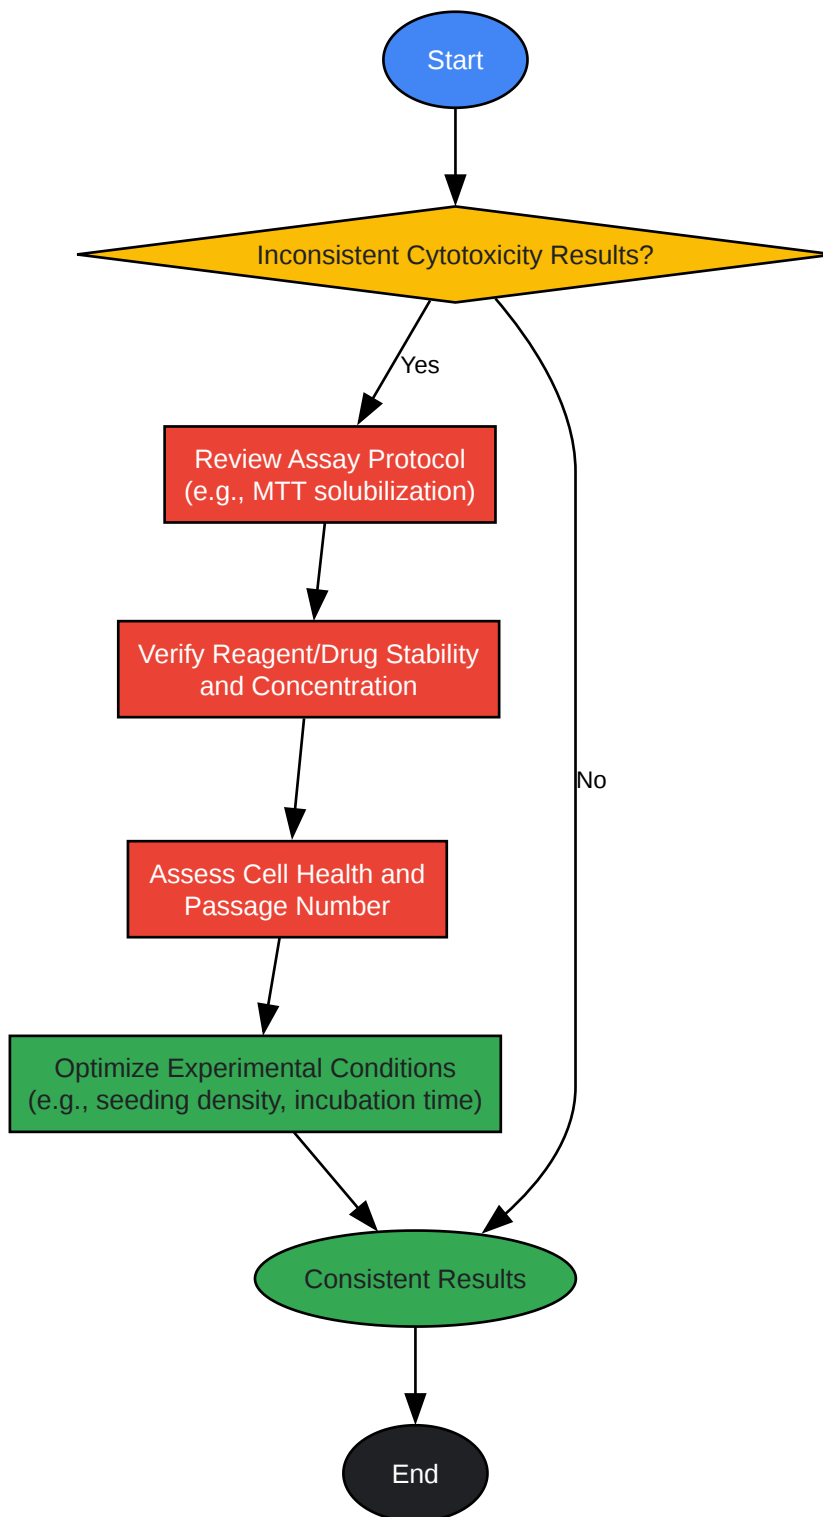 Start
Inconsistent Cytotoxicity Results?
Yes
Review Assay Protocol
(e.g., MTT solubilization)
Verify Reagent/Drug Stability
and Concentration
No
Assess Cell Health and
Passage Number
Optimize Experimental Conditions
(e.g., seeding density, incubation time)
Consistent Results
End